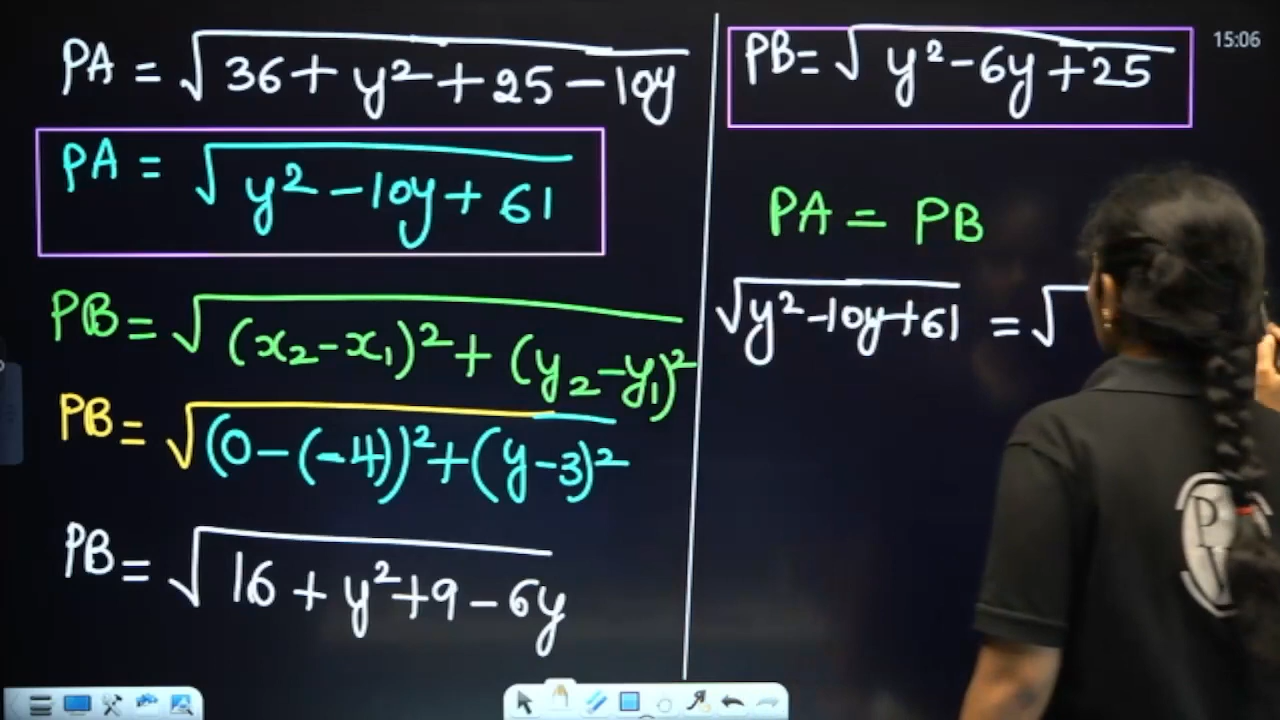 PA = √36 + y² + 25 − 10y
PA = √y² − 10y + 61
PB = √(x₂ − x₁)² + (y₂ − y₁)²
PB = √(0 − (−4))² + (y − 3)²
PB = √16 + y² + 9 − 6y
PB = √y² − 6y + 25
15:06
PA = PB
√y² − 10y + 61 = √